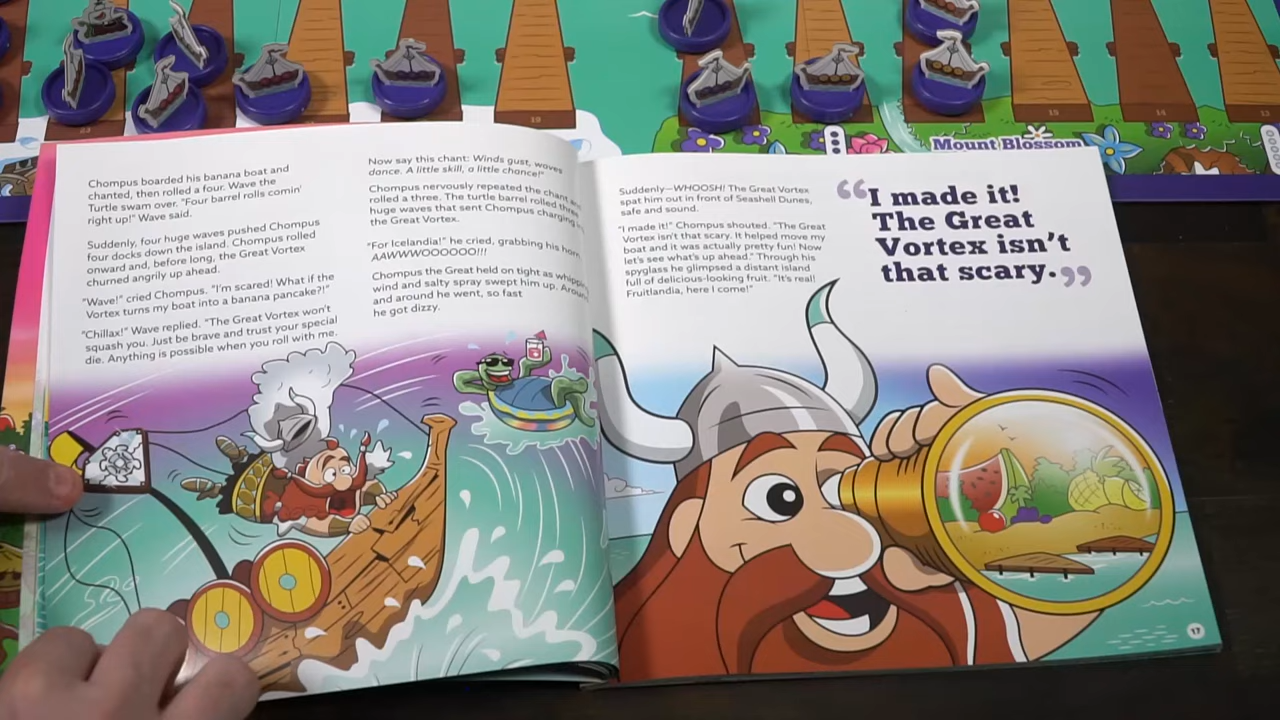 19
15
14
13
23
Mount Blossom
Chompus boarded his banana boat and
chanted, then rolled a four. Wave the
Turtle swam over. "Four barrel rolls comin'
right up!" Wave said.
Suddenly, four huge waves pushed Chompus
four docks down the island. Chompus rolled
onward and, before long, the Great Vortex
churned angrily up ahead.
"Wave!" cried Chompus. "I'm scared! What if the
Vortex turns my boat into a banana pancake?!"
"Chillax!" Wave replied. "The Great Vortex won't
squash you. Just be brave and trust your special
die. Anything is possible when you roll with me.
Now say this chant: Winds gust, waves
dance. A little skill, a little chance!"
Chompus nervously repeated the chant and
rolled a three. The turtle barrel rolled three
huge waves that sent Chompus charging
the Great Vortex.
"For Icelandia!" he cried, grabbing his horn
AAWWWOOOOOO!!!
Chompus the Great held on tight as whipping
wind and salty spray swept him up. Around
and around he went, so fast
he got dizzy.
Suddenly—WHOOSH! The Great Vortex
spat him out in front of Seashell Dunes,
safe and sound.
"I made it!" Chompus shouted. "The Great
Vortex isn't that scary. It helped move my
boat and it was actually pretty fun! Now
let's see what's up ahead." Through his
spyglass he glimpsed a distant island
full of delicious-looking fruit. "It's real!
Fruitlandia, here I come!"
“I made it!
The Great
Vortex isn't
that scary.”
17